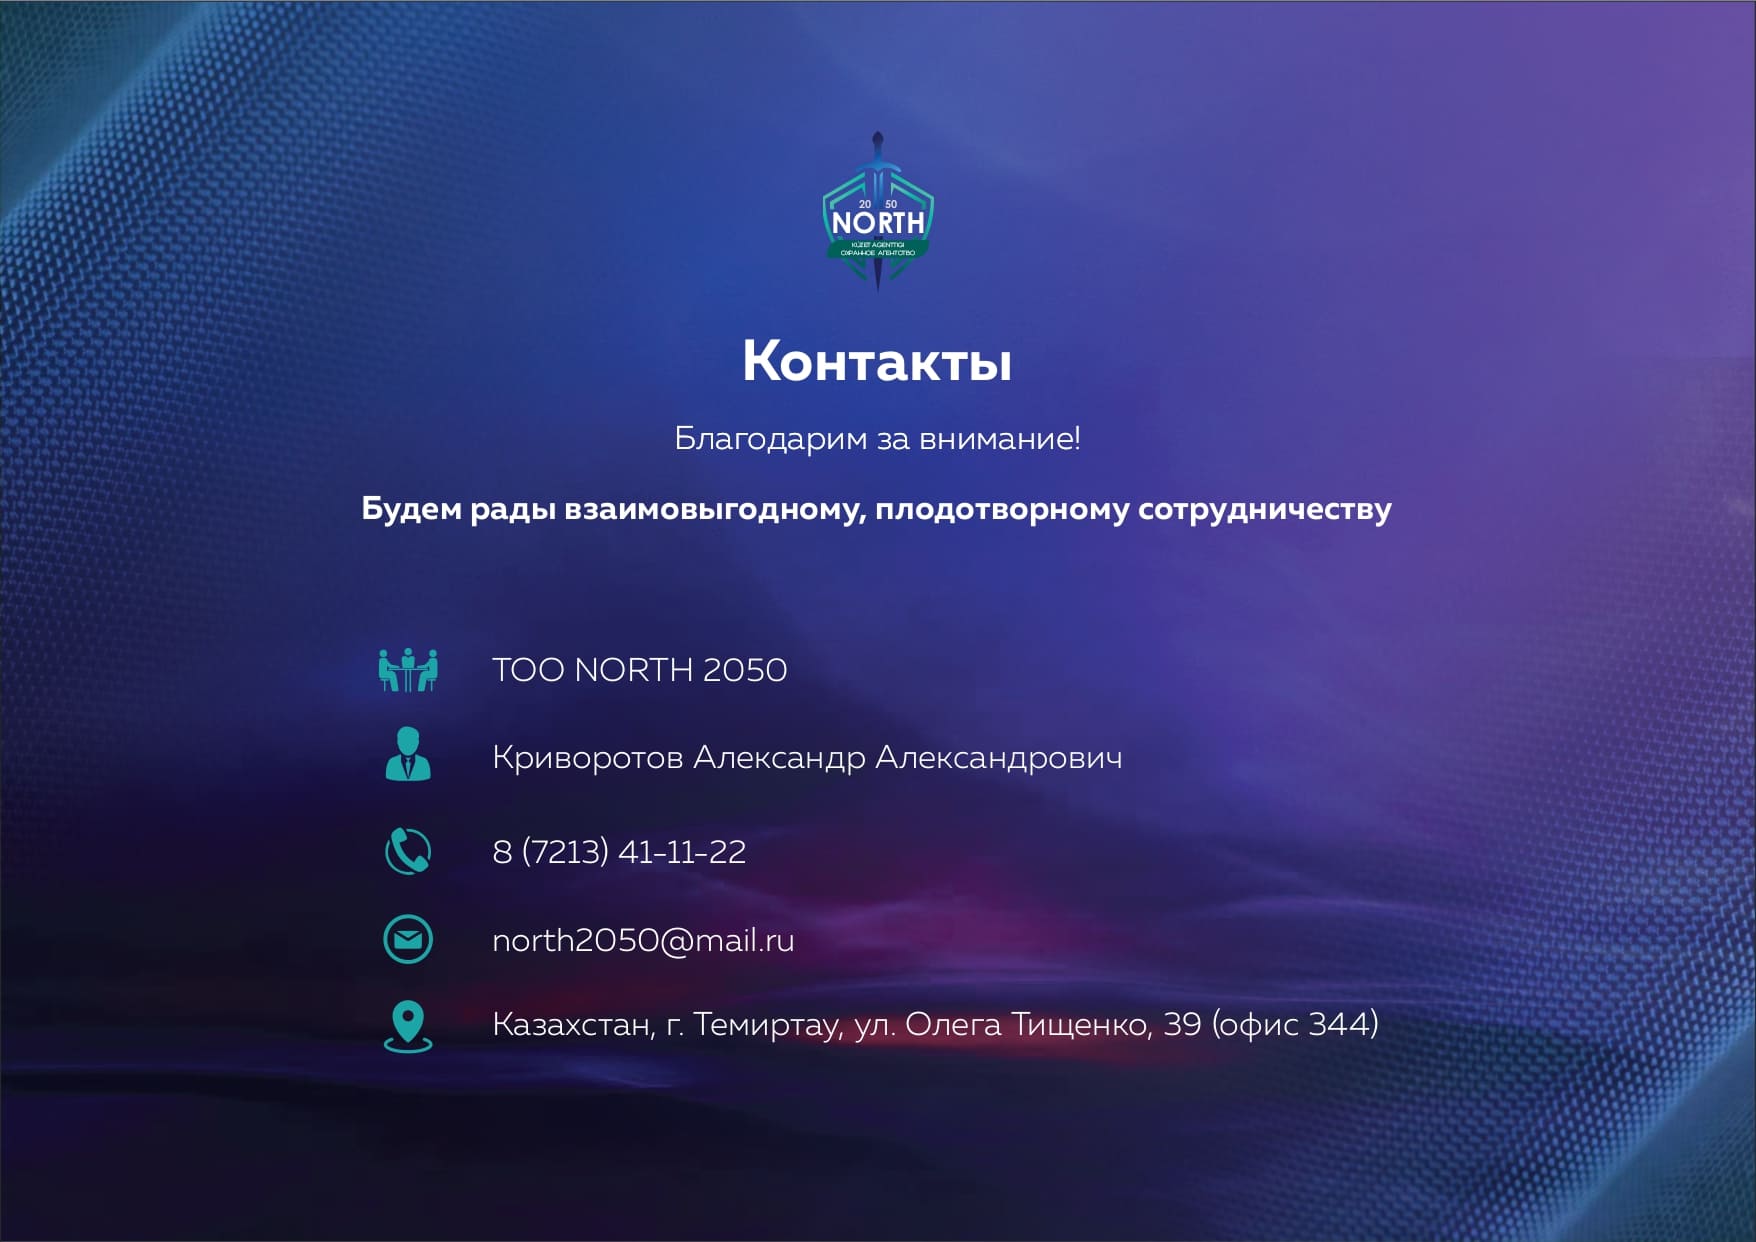 20 50
NORTH
KÚZET AGENTTIGI
ОХРАННОЕ АГЕНТСТВО
Контакты
Благодарим за внимание!
Будем рады взаимовыгодному, плодотворному сотрудничеству
ТОО NORTH 2050
Криворотов Александр Александрович
8 (7213) 41-11-22
north2050@mail.ru
Казахстан, г. Темиртау, ул. Олега Тищенко, 39 (офис 344)